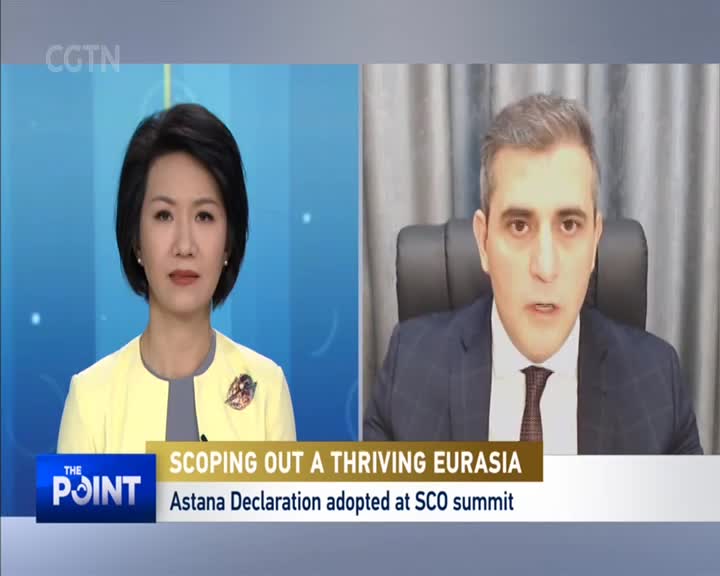 CGTN
SCOPING OUT A THRIVING EURASIA
THE
POINT
Astana Declaration adopted at SCO summit